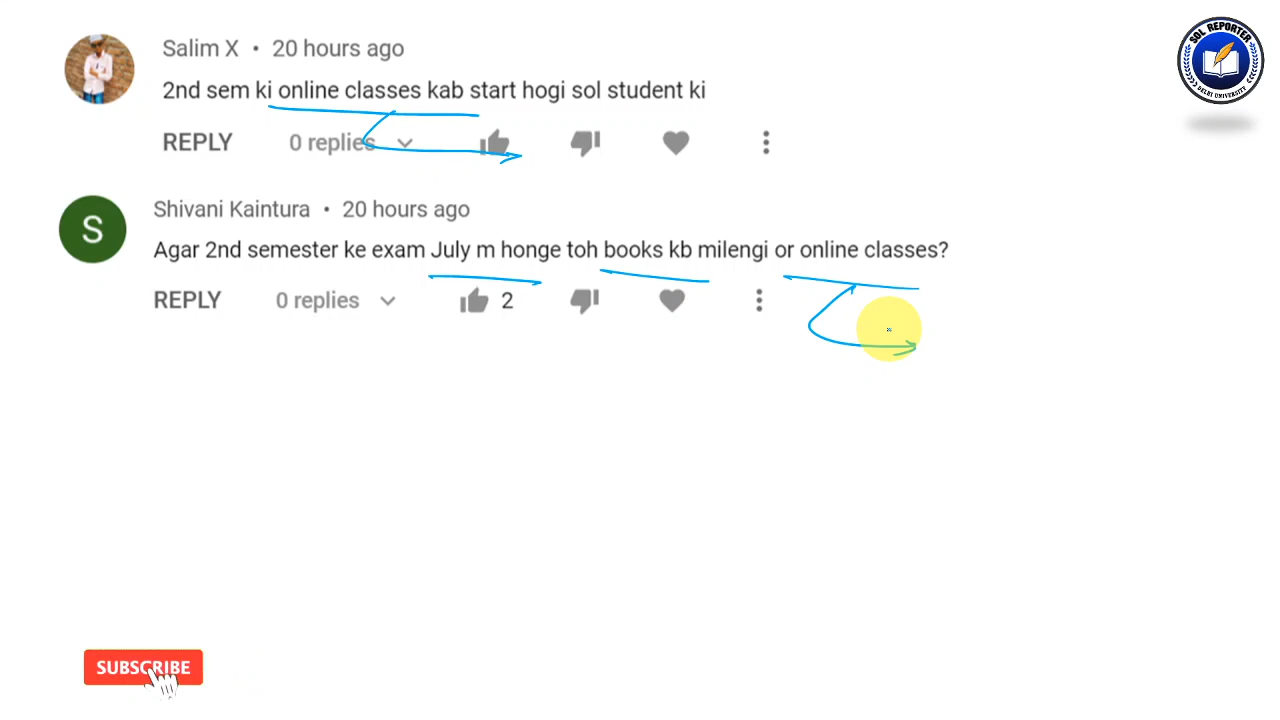 SOL REPORTER
DELHI UNIVERSITY
Salim X • 20 hours ago
2nd sem ki online classes kab start hogi sol student ki
REPLY 0 replies
S
Shivani Kaintura • 20 hours ago
Agar 2nd semester ke exam July m honge toh books kb milengi or online classes?
REPLY 0 replies 2
SUBSCRIBE